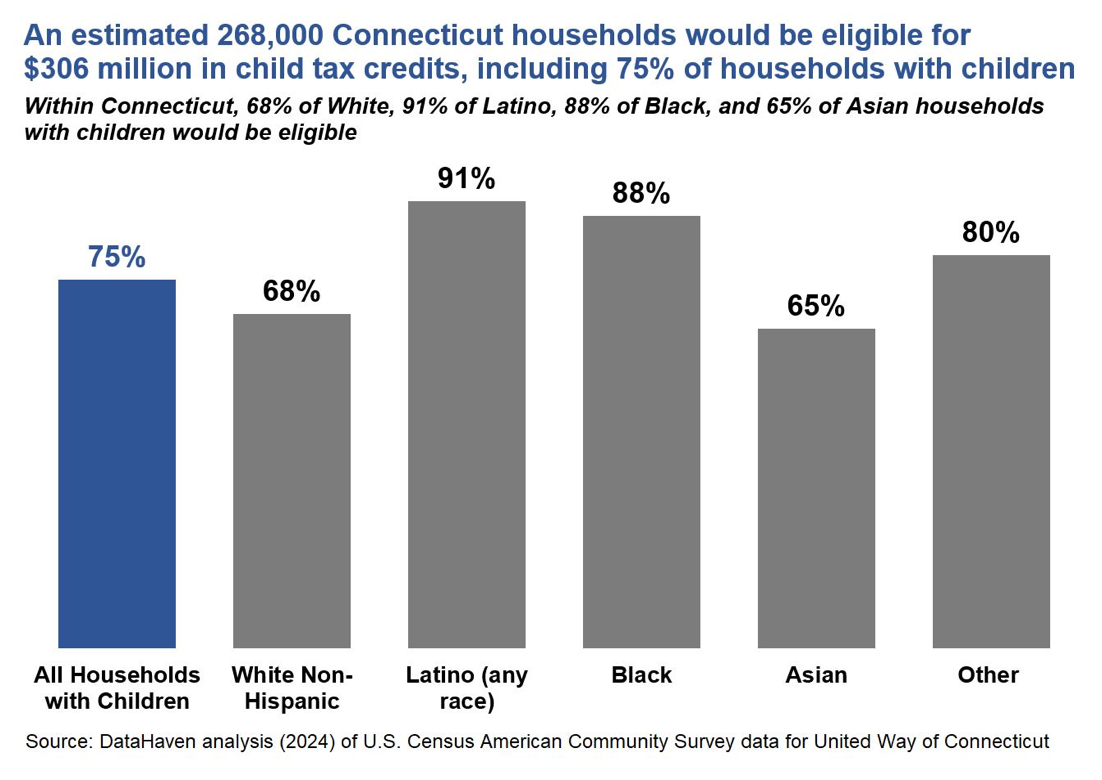 An estimated 268,000 Connecticut households would be eligible for
$306 million in child tax credits, including 75% of households with children
Within Connecticut, 68% of White, 91% of Latino, 88% of Black, and 65% of Asian households
with children would be eligible
75%
68%
91%
88%
65%
80%
All Households
with Children
White Non-
Hispanic
Latino (any
race)
Black
Asian
Other
Source: DataHaven analysis (2024) of U.S. Census American Community Survey data for United Way of Connecticut